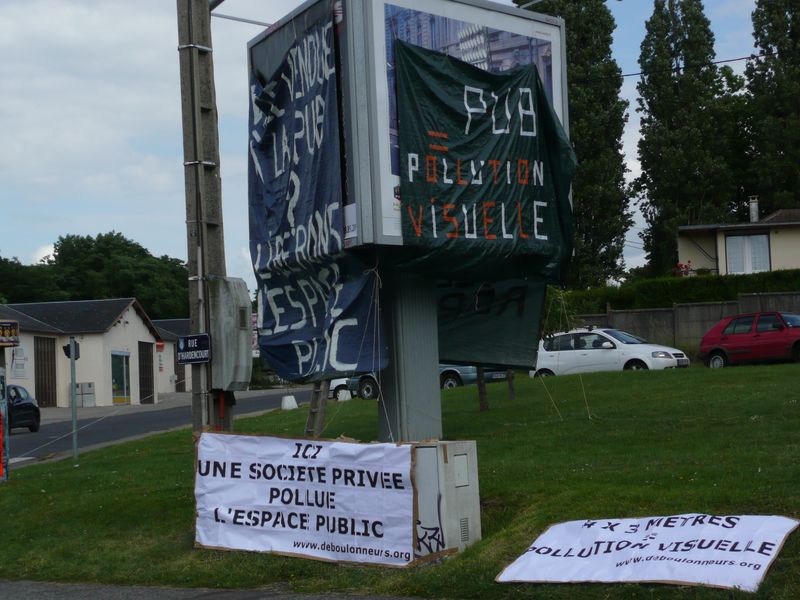 VENDUE
LA PUB
?
LIBERONS
L'ESPACE
PUBLIC
PUB
=
POLLUTION
VISUELLE
RUE
D'HARDENCOURT
ICI
UNE SOCIETE PRIVEE
POLLUE
L'ESPACE PUBLIC
www.deboulonneurs.org
4 X 3 METRES
=
POLLUTION VISUELLE
www.deboulonneurs.org